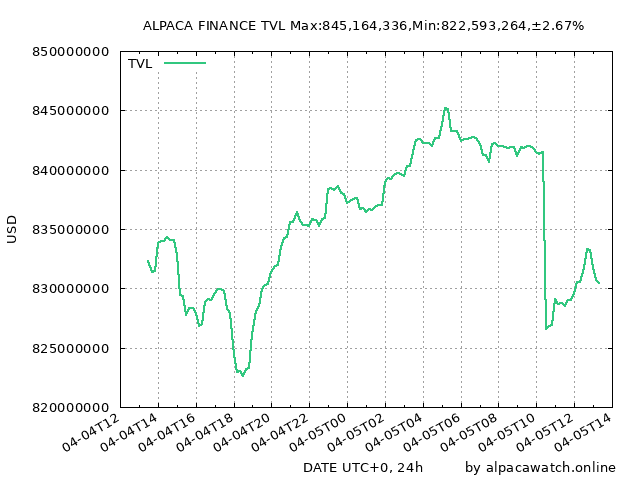 ALPACA FINANCE TVL Max:845,164,336,Min:822,593,264,±2.67%
850000000
TVL
845000000
840000000
835000000
USD
830000000
825000000
820000000
04-04T12 04-04T14 04-04T16 04-04T18 04-04T20 04-04T22 04-05T00 04-05T02 04-05T04 04-05T06 04-05T08 04-05T10 04-05T12 04-05T14
DATE UTC+0, 24h by alpacawatch.online